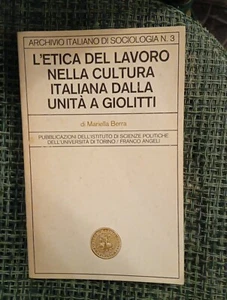 ARCHIVIO ITALIANO DI SOCIOLOGIA N. 3
L'ETICA DEL LAVORO
NELLA CULTURA
ITALIANA DALLA
UNITÀ A GIOLITTI
di Mariella Berra
PUBBLICAZIONI DELL'ISTITUTO DI SCIENZE POLITICHE
DELL'UNIVERSITÀ DI TORINO / FRANCO ANGELI